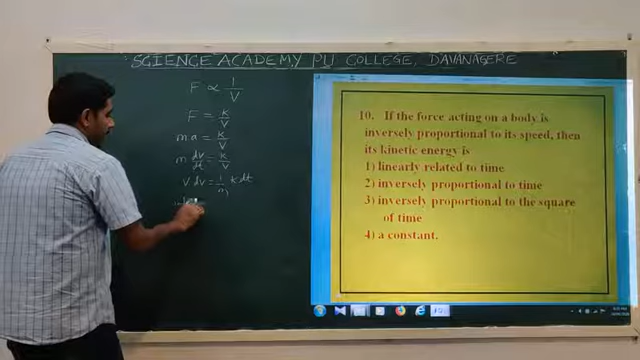 SCIENCE ACADEMY PU COLLEGE, DAVANAGERE
F ∝ 1/V
F = K/V
ma = K/V
m dv/dt = K/V
V dv = 1/m K dt
10. If the force acting on a body is
inversely proportional to its speed, then
its kinetic energy is
1) linearly related to time
2) inversely proportional to time
3) inversely proportional to the square
of time
4) a constant.